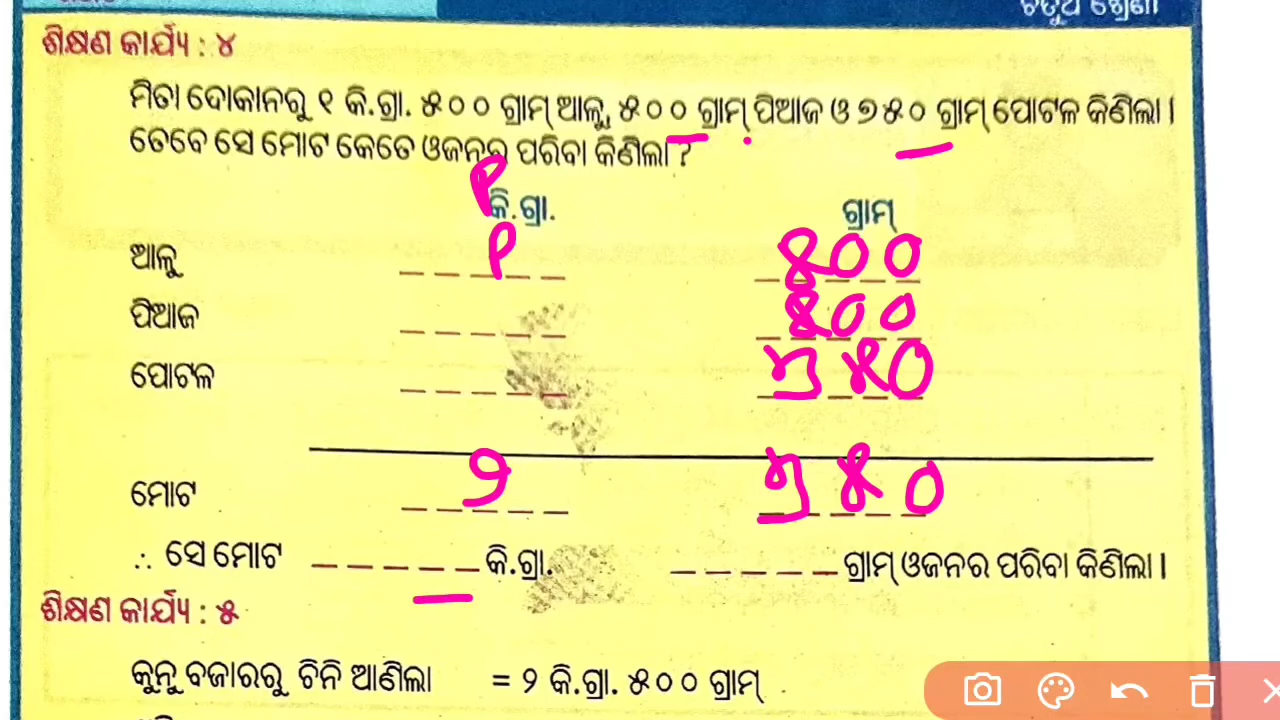 ଚତୁର୍ଥ ଶ୍ରେଣୀ
ଶିକ୍ଷଣ କାର୍ଯ୍ୟ : ୪
ମିତା ଦୋକାନରୁ ୧ କି.ଗ୍ରା. ୫୦୦ ଗ୍ରାମ୍ ଆଳୁ, ୫୦୦ ଗ୍ରାମ୍ ପିଆଜ ଓ ୭୫୦ ଗ୍ରାମ୍ ପୋଟଳ କିଣିଲା ।
ତେବେ ସେ ମୋଟ କେତେ ଓଜନର ପରିବା କିଣିଲା ?
୧
କି.ଗ୍ରା. ଗ୍ରାମ୍
ଆଳୁ ୧ ୫୦୦
ପିଆଜ ୫୦୦
ପୋଟଳ ୭୫୦
ମୋଟ ୨ ୭୫୦
∴ ସେ ମୋଟ _ _ _ _ _ କି.ଗ୍ରା. _ _ _ _ _ ଗ୍ରାମ୍ ଓଜନର ପରିବା କିଣିଲା ।
ଶିକ୍ଷଣ କାର୍ଯ୍ୟ : ୫
କୁନୁ ବଜାରରୁ ଚିନି ଆଣିଲା = ୨ କି.ଗ୍ରା. ୫୦୦ ଗ୍ରାମ୍